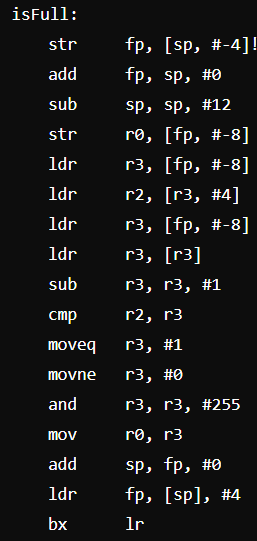 isFull:
str fp, [sp, #-4]!
add fp, sp, #0
sub sp, sp, #12
str r0, [fp, #-8]
ldr r3, [fp, #-8]
ldr r2, [r3, #4]
ldr r3, [fp, #-8]
ldr r3, [r3]
sub r3, r3, #1
cmp r2, r3
moveq r3, #1
movne r3, #0
and r3, r3, #255
mov r0, r3
add sp, fp, #0
ldr fp, [sp], #4
bx lr